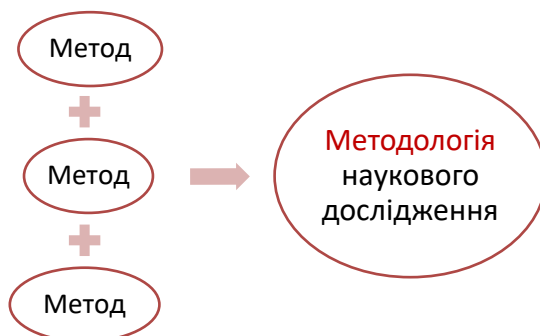 Метод
Метод
Метод
Методологія
наукового
дослідження